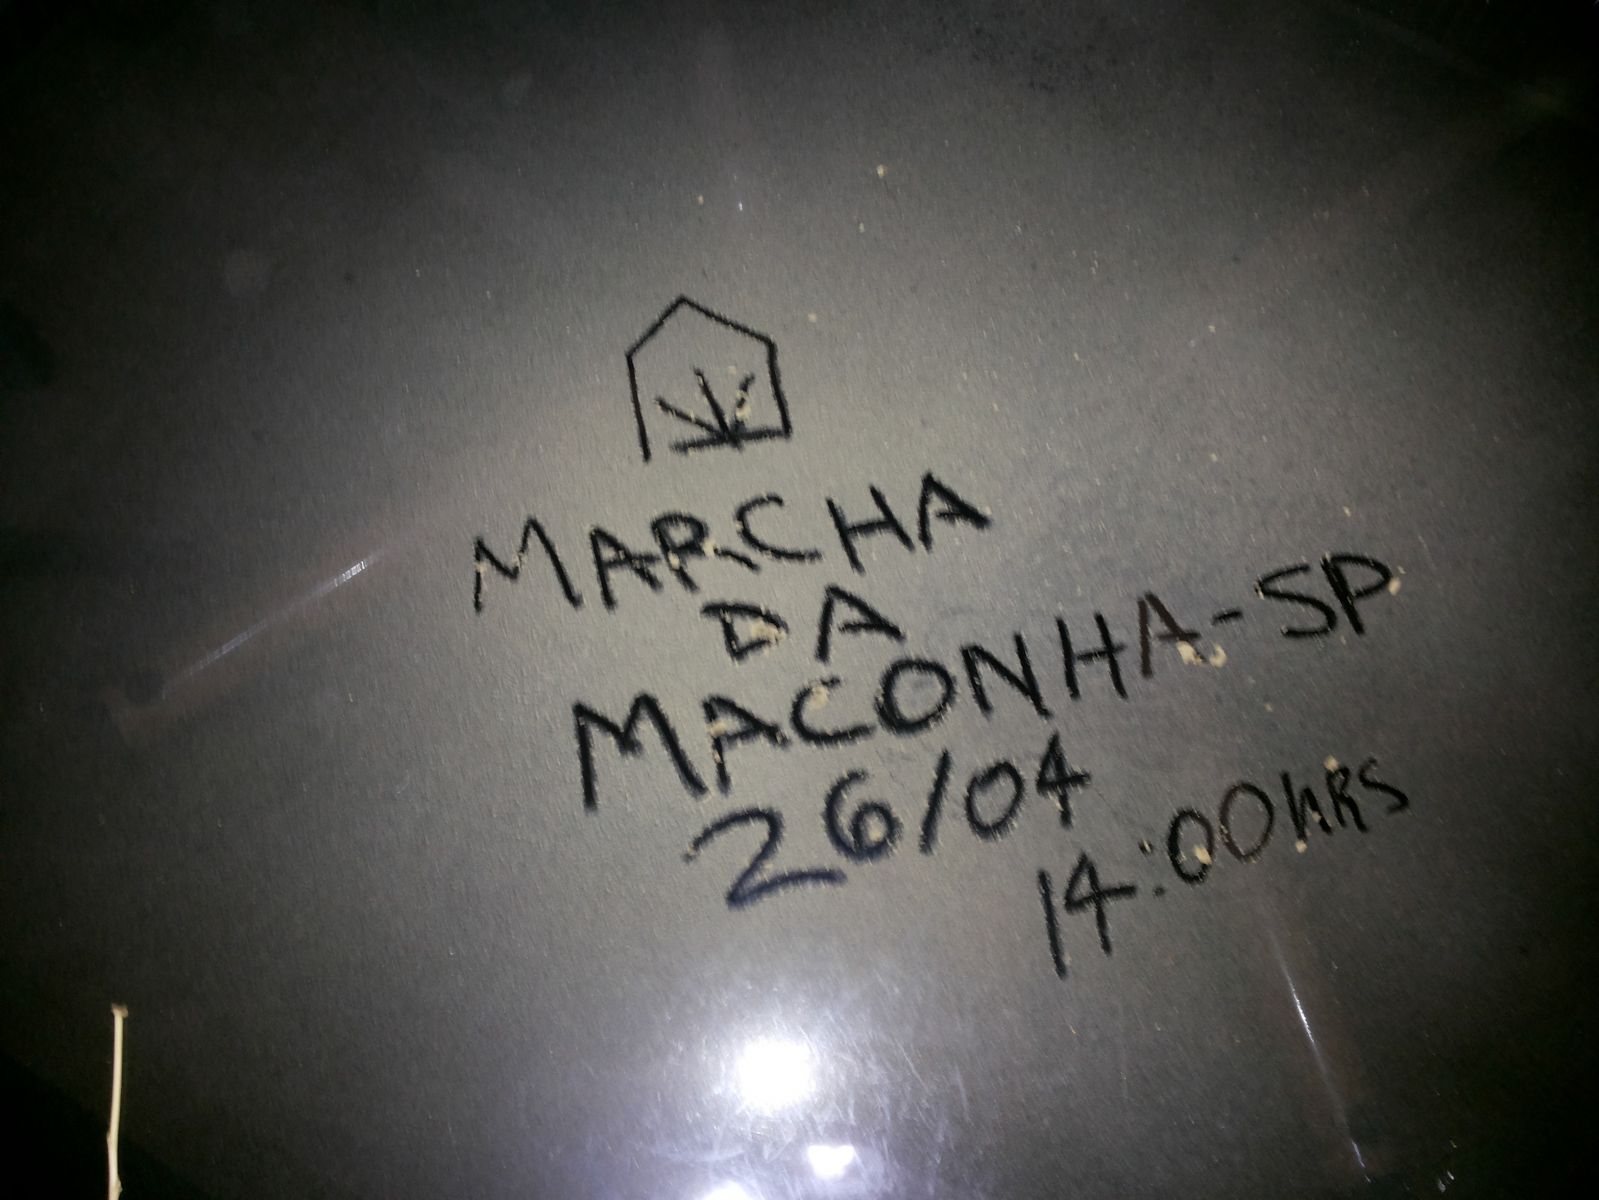 MARCHA
DA
MACONHA-SP
26/04
14:00hRS